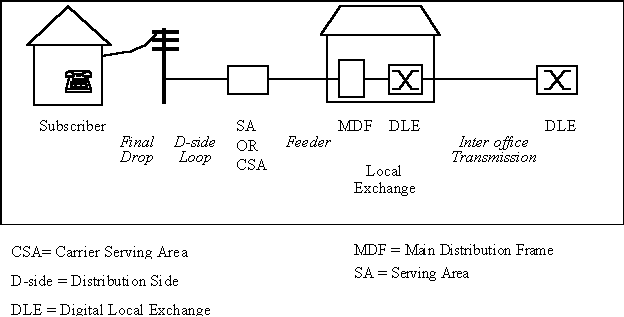 Subscriber
Final
Drop
D-side
Loop
SA
OR
CSA
Feeder
MDF
DLE
Local
Exchange
Inter office
Transmission
DLE
CSA= Carrier Serving Area
D-side = Distribution Side
DLE = Digital Local Exchange
MDF = Main Distribution Frame
SA = Serving Area